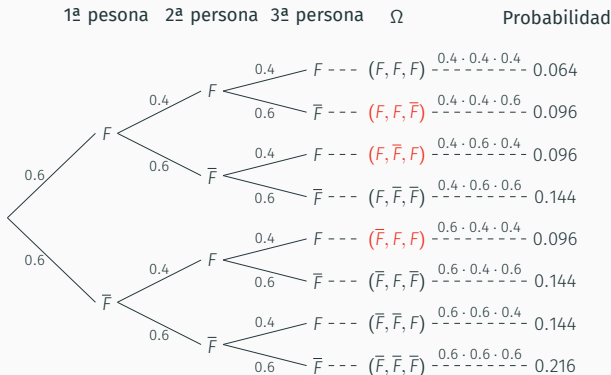 1ª pesona 2ª persona 3ª persona Ω Probabilidad
0.4 F (F, F, F) 0.4 · 0.4 · 0.4 0.064
0.4 F
0.6 F̅ (F, F, F̅) 0.4 · 0.4 · 0.6 0.096
F
0.6 0.4 F (F, F̅, F) 0.4 · 0.6 · 0.4 0.096
0.6 F̅
0.6 F̅ (F, F̅, F̅) 0.4 · 0.6 · 0.6 0.144
0.4 F (F̅, F, F) 0.6 · 0.4 · 0.4 0.096
0.4 F
0.6 0.6 F̅ (F̅, F, F̅) 0.6 · 0.4 · 0.6 0.144
F̅
0.4 F (F̅, F̅, F) 0.6 · 0.6 · 0.4 0.144
0.6 F̅
0.6 F̅ (F̅, F̅, F̅) 0.6 · 0.6 · 0.6 0.216